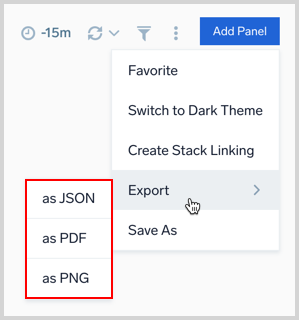 -15m
Add Panel
Favorite
Switch to Dark Theme
Create Stack Linking
Export
Save As
as JSON
as PDF
as PNG